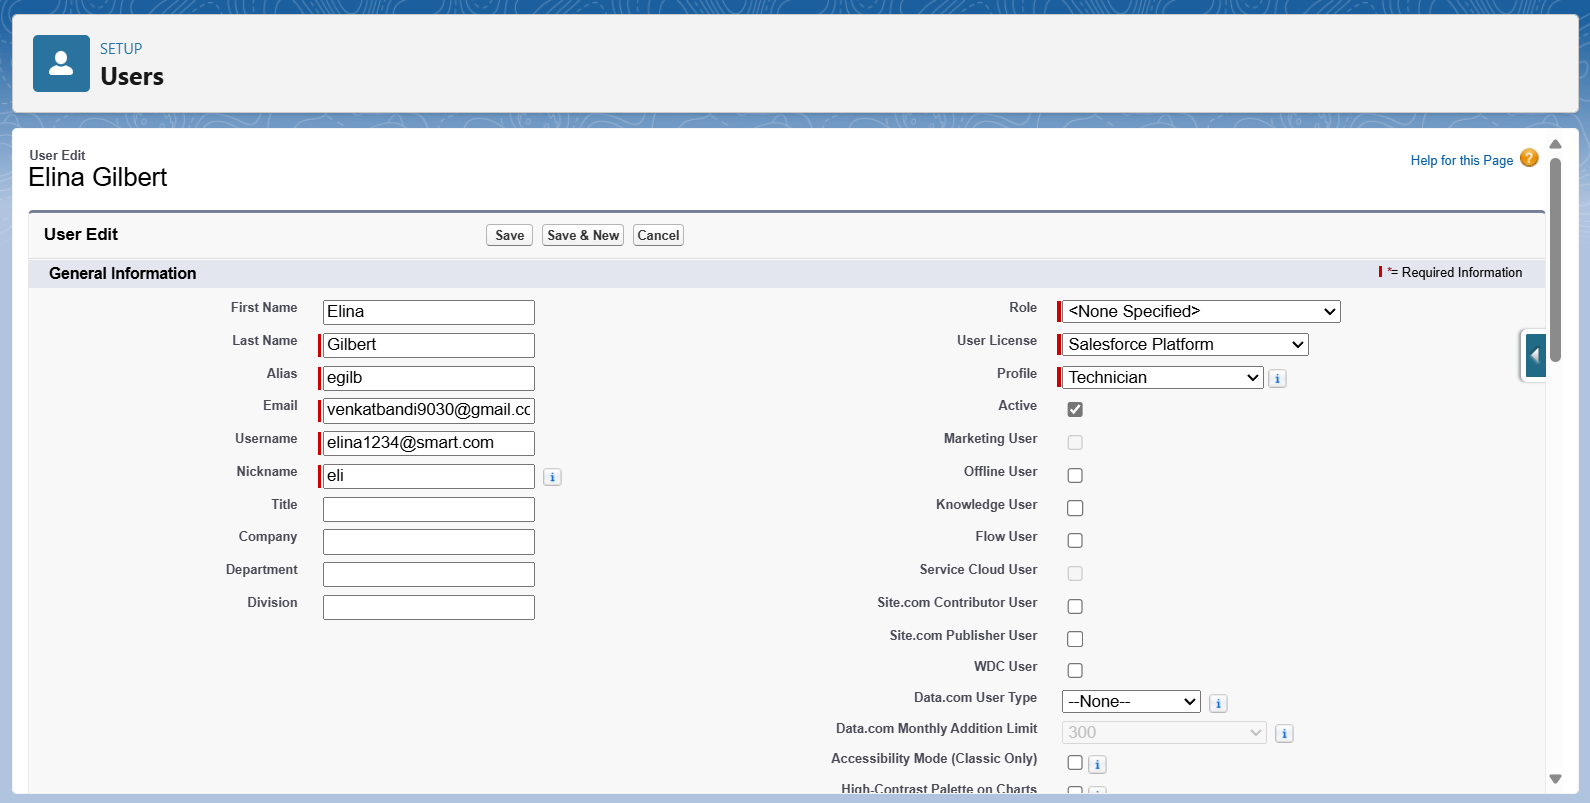 SETUP
Users
User Edit
Elina Gilbert
Help for this Page ?
User Edit
Save
Save & New
Cancel
General Information
*= Required Information
First Name
Elina
Last Name
Gilbert
Alias
egilb
Email
venkatbandi9030@gmail.cc
Username
elina1234@smart.com
Nickname
eli
i
Title
Company
Department
Division
Role
<None Specified>
User License
Salesforce Platform
Profile
Technician
i
Active
Marketing User
Offline User
Knowledge User
Flow User
Service Cloud User
Site.com Contributor User
Site.com Publisher User
WDC User
Data.com User Type
--None--
i
Data.com Monthly Addition Limit
300
i
Accessibility Mode (Classic Only)
i
High-Contrast Palette on Charts